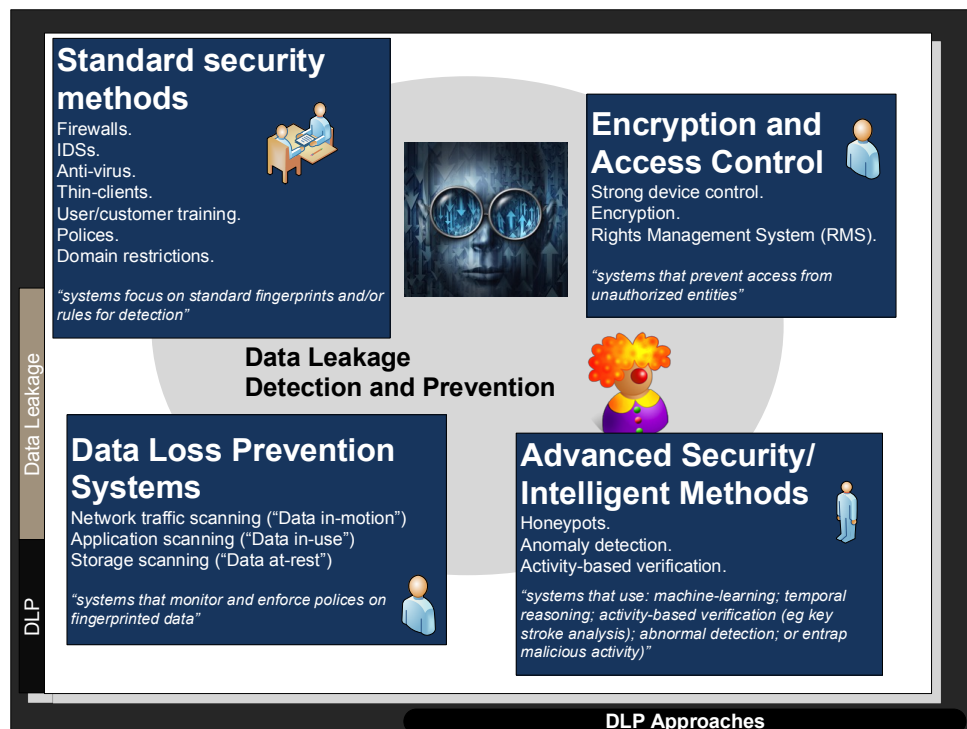 Standard security
methods
Firewalls.
IDSs.
Anti-virus.
Thin-clients.
User/customer training.
Polices.
Domain restrictions.
“systems focus on standard fingerprints and/or
rules for detection”
Encryption and
Access Control
Strong device control.
Encryption.
Rights Management System (RMS).
“systems that prevent access from
unauthorized entities”
Data Leakage
Detection and Prevention
Data Loss Prevention
Systems
Network traffic scanning (“Data in-motion”)
Application scanning (“Data in-use”)
Storage scanning (“Data at-rest”)
“systems that monitor and enforce polices on
fingerprinted data”
Advanced Security/
Intelligent Methods
Honeypots.
Anomaly detection.
Activity-based verification.
“systems that use: machine-learning; temporal
reasoning; activity-based verification (eg key
stroke analysis); abnormal detection; or entrap
malicious activity)”
Data Leakage
DLP
DLP Approaches